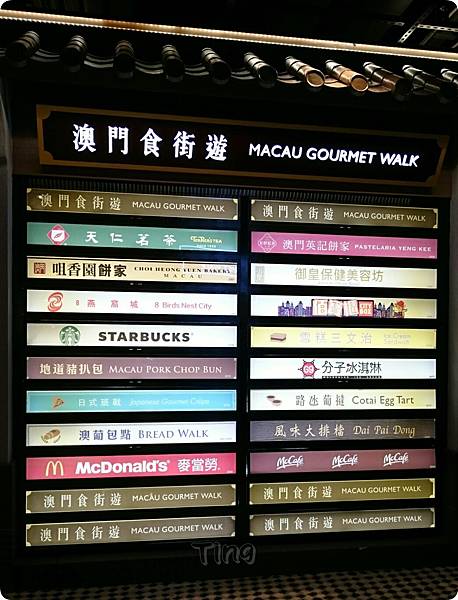 澳門食街遊 MACAU GOURMET WALK
澳門食街遊 MACAU GOURMET WALK
天仁茗茶 TenRen's TEA
咀香園餅家 CHOI HEONG YUEN BAKERY MACAU
8 燕窩城 8 Birds Nest City
STARBUCKS
地道豬扒包 MACAU PORK CHOP BUN
日式班戟 Japanese Gourmet Crepe
澳葡包點 BREAD WALK
McDonald's 麥當勞
澳門食街遊 MACAU GOURMET WALK
澳門食街遊 MACAU GOURMET WALK
澳門食街遊 MACAU GOURMET WALK
澳門英記餅家 PASTELARIA YENG KEE
御皇保健美容坊
雪糕三文治 Ice Cream
分子冰淇淋
路氹葡撻 Cotai Egg Tart
風味大排檔 Dai Pai Dong
McCafé McCafé McCafé
澳門食街遊 MACAU GOURMET WALK
澳門食街遊 MACAU GOURMET WALK
Ting